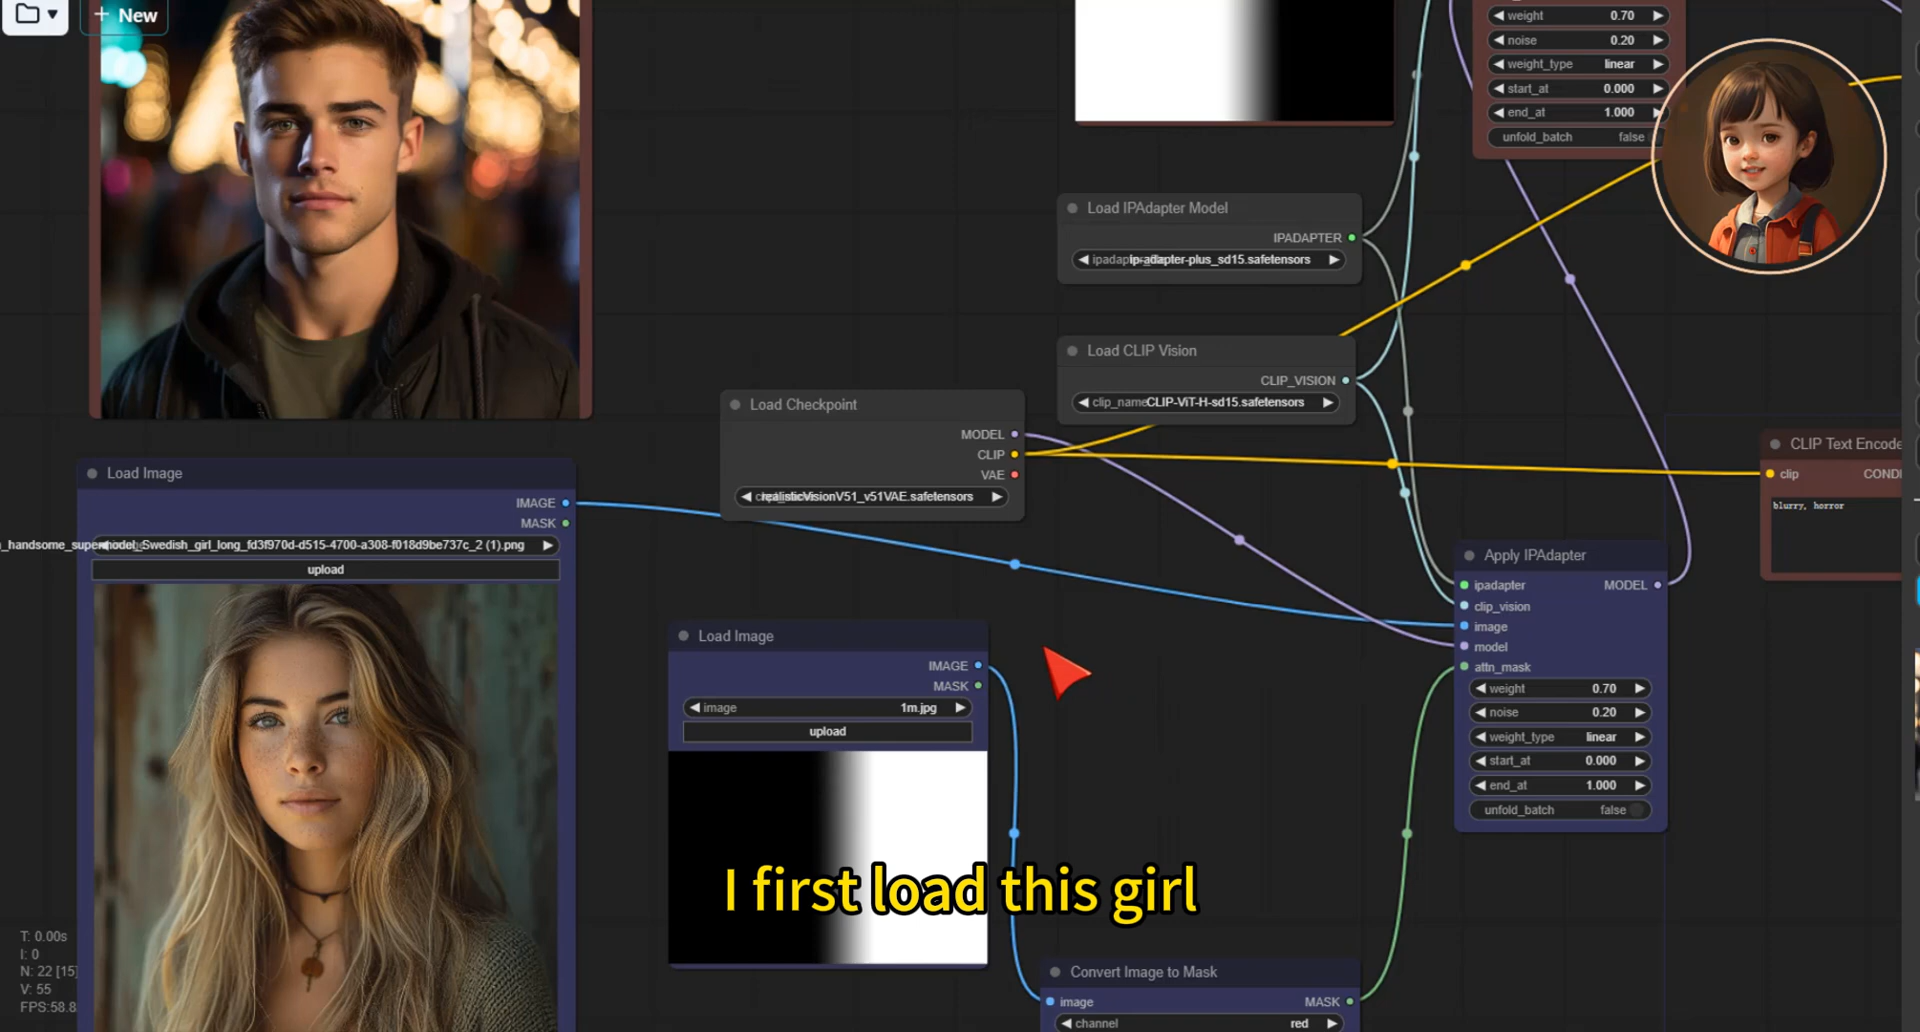 + New
weight 0.70
noise 0.20
weight_type linear
start_at 0.000
end_at 1.000
unfold_batch false
Load IPAdapter Model
IPADAPTER
ip-adapter-plus_sd15.safetensors
Load CLIP Vision
CLIP_VISION
clip_name CLIP-ViT-H-sd15.safetensors
Load Checkpoint
MODEL
CLIP
VAE
realisticVisionV51_v51VAE.safetensors
CLIP Text Encode
clip COND
blurry, horror
Load Image
IMAGE
MASK
Swedish_girl_long_fd3f970d-d515-4700-a308-f018d9be737c_2 (1).png
upload
Load Image
IMAGE
MASK
image 1m.jpg
upload
Apply IPAdapter
ipadapter MODEL
clip_vision
image
model
attn_mask
weight 0.70
noise 0.20
weight_type linear
start_at 0.000
end_at 1.000
unfold_batch false
I first load this girl
Convert Image to Mask
image MASK
channel red
T: 0.00s
I: 0
N: 22 [15]
V: 55
FPS:58.8